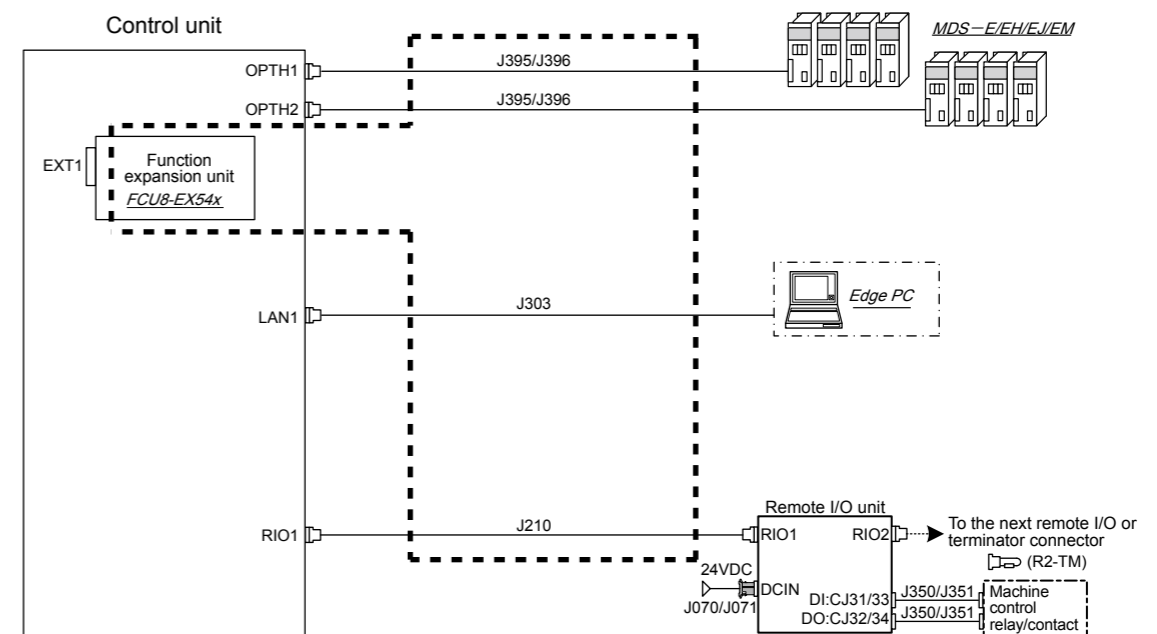 Control unit
MDS－E/EH/EJ/EM
OPTH1
J395/J396
OPTH2
J395/J396
EXT1
Function
expansion unit
FCU8-EX54x
LAN1
J303
Edge PC
RIO1
J210
Remote I/O unit
RIO1
RIO2
To the next remote I/O or
terminator connector
(R2-TM)
24VDC
DCIN
J070/J071
DI:CJ31/33
J350/J351
DO:CJ32/34
J350/J351
Machine
control
relay/contact